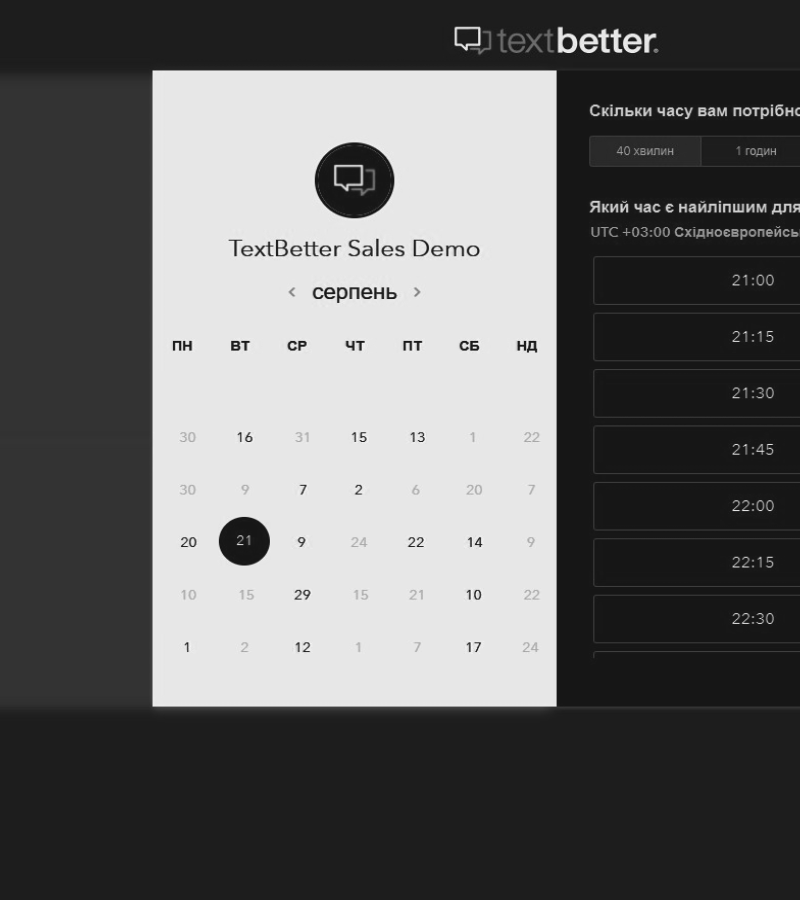 textbetter.
TextBetter Sales Demo
серпень
ПН ВТ СР ЧТ ПТ СБ НД
30 16 31 15 13 1 22
30 9 7 2 6 20 7
20 21 9 24 22 14 9
10 15 29 15 21 10 22
1 2 12 1 7 17 24
Скільки часу вам
40 хвилин 1 годин
Який час є найліпшим для
UTC +03:00
21:00
21:15
21:30
21:45
22:00
22:15
22:30